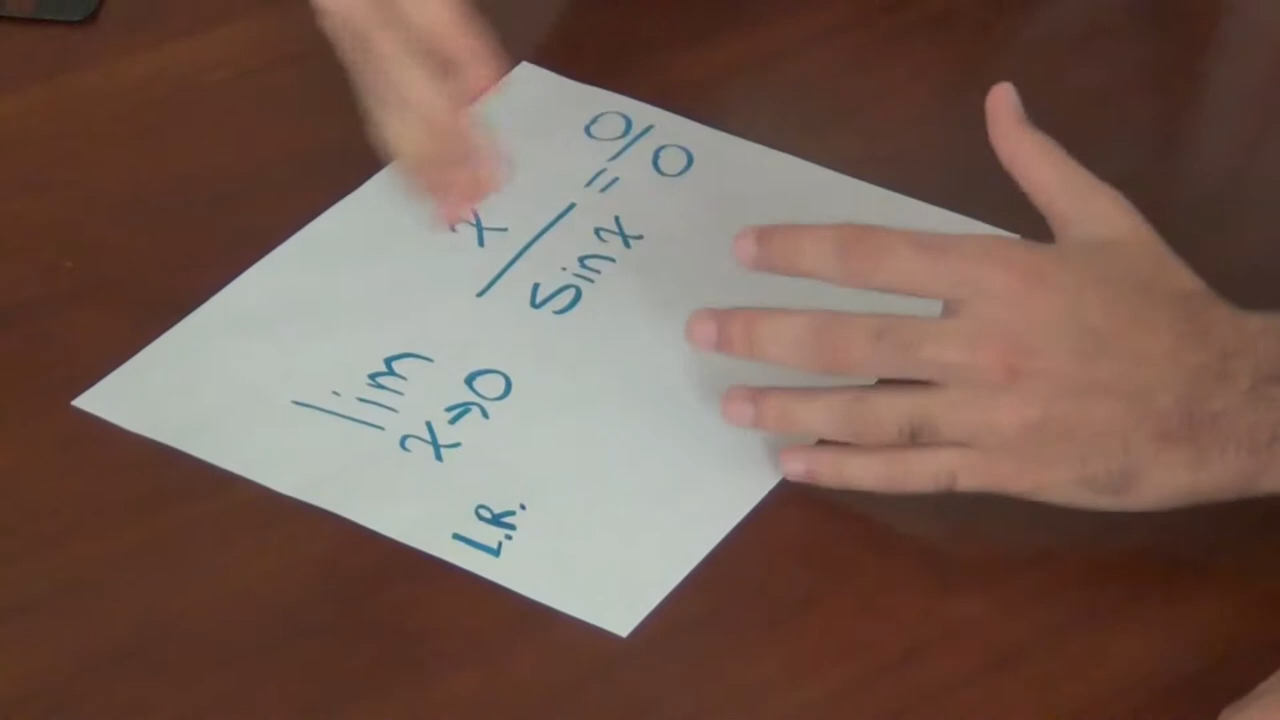 lim x/Sinx = 0/0
x→0
L.R.